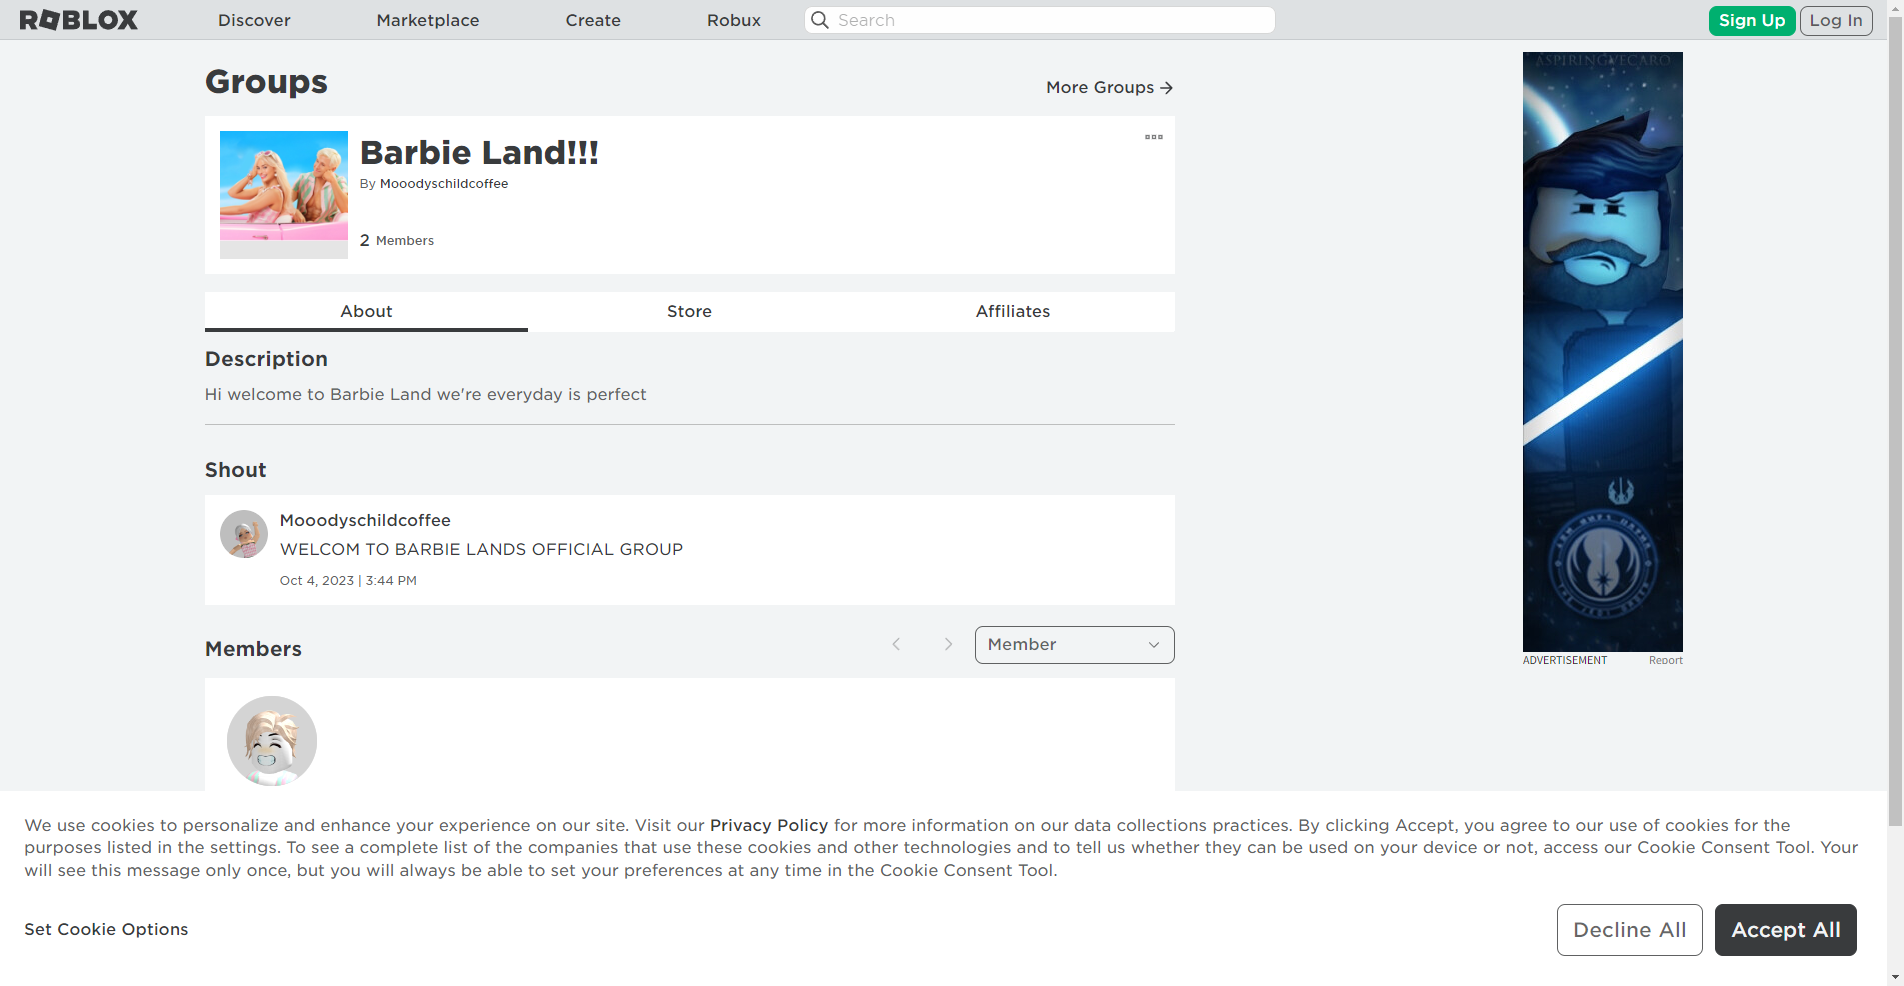 ROBLOX
Discover
Marketplace
Create
Robux
Search
Sign Up
Log In
Groups
More Groups
Barbie Land!!!
By Mooodyschildcoffee
2 Members
About
Store
Affiliates
Description
Hi welcome to Barbie Land we're everyday is perfect
Shout
Mooodyschildcoffee
WELCOM TO BARBIE LANDS OFFICIAL GROUP
Oct 4, 2023 | 3:44 PM
Members
Member
ASPIRINGVECARO
ADVERTISEMENT
Report
We use cookies to personalize and enhance your experience on our site. Visit our Privacy Policy for more information on our data collections practices. By clicking Accept, you agree to our use of cookies for the
purposes listed in the settings. To see a complete list of the companies that use these cookies and other technologies and to tell us whether they can be used on your device or not, access our Cookie Consent Tool. Your
will see this message only once, but you will always be able to set your preferences at any time in the Cookie Consent Tool.
Set Cookie Options
Decline All
Accept All